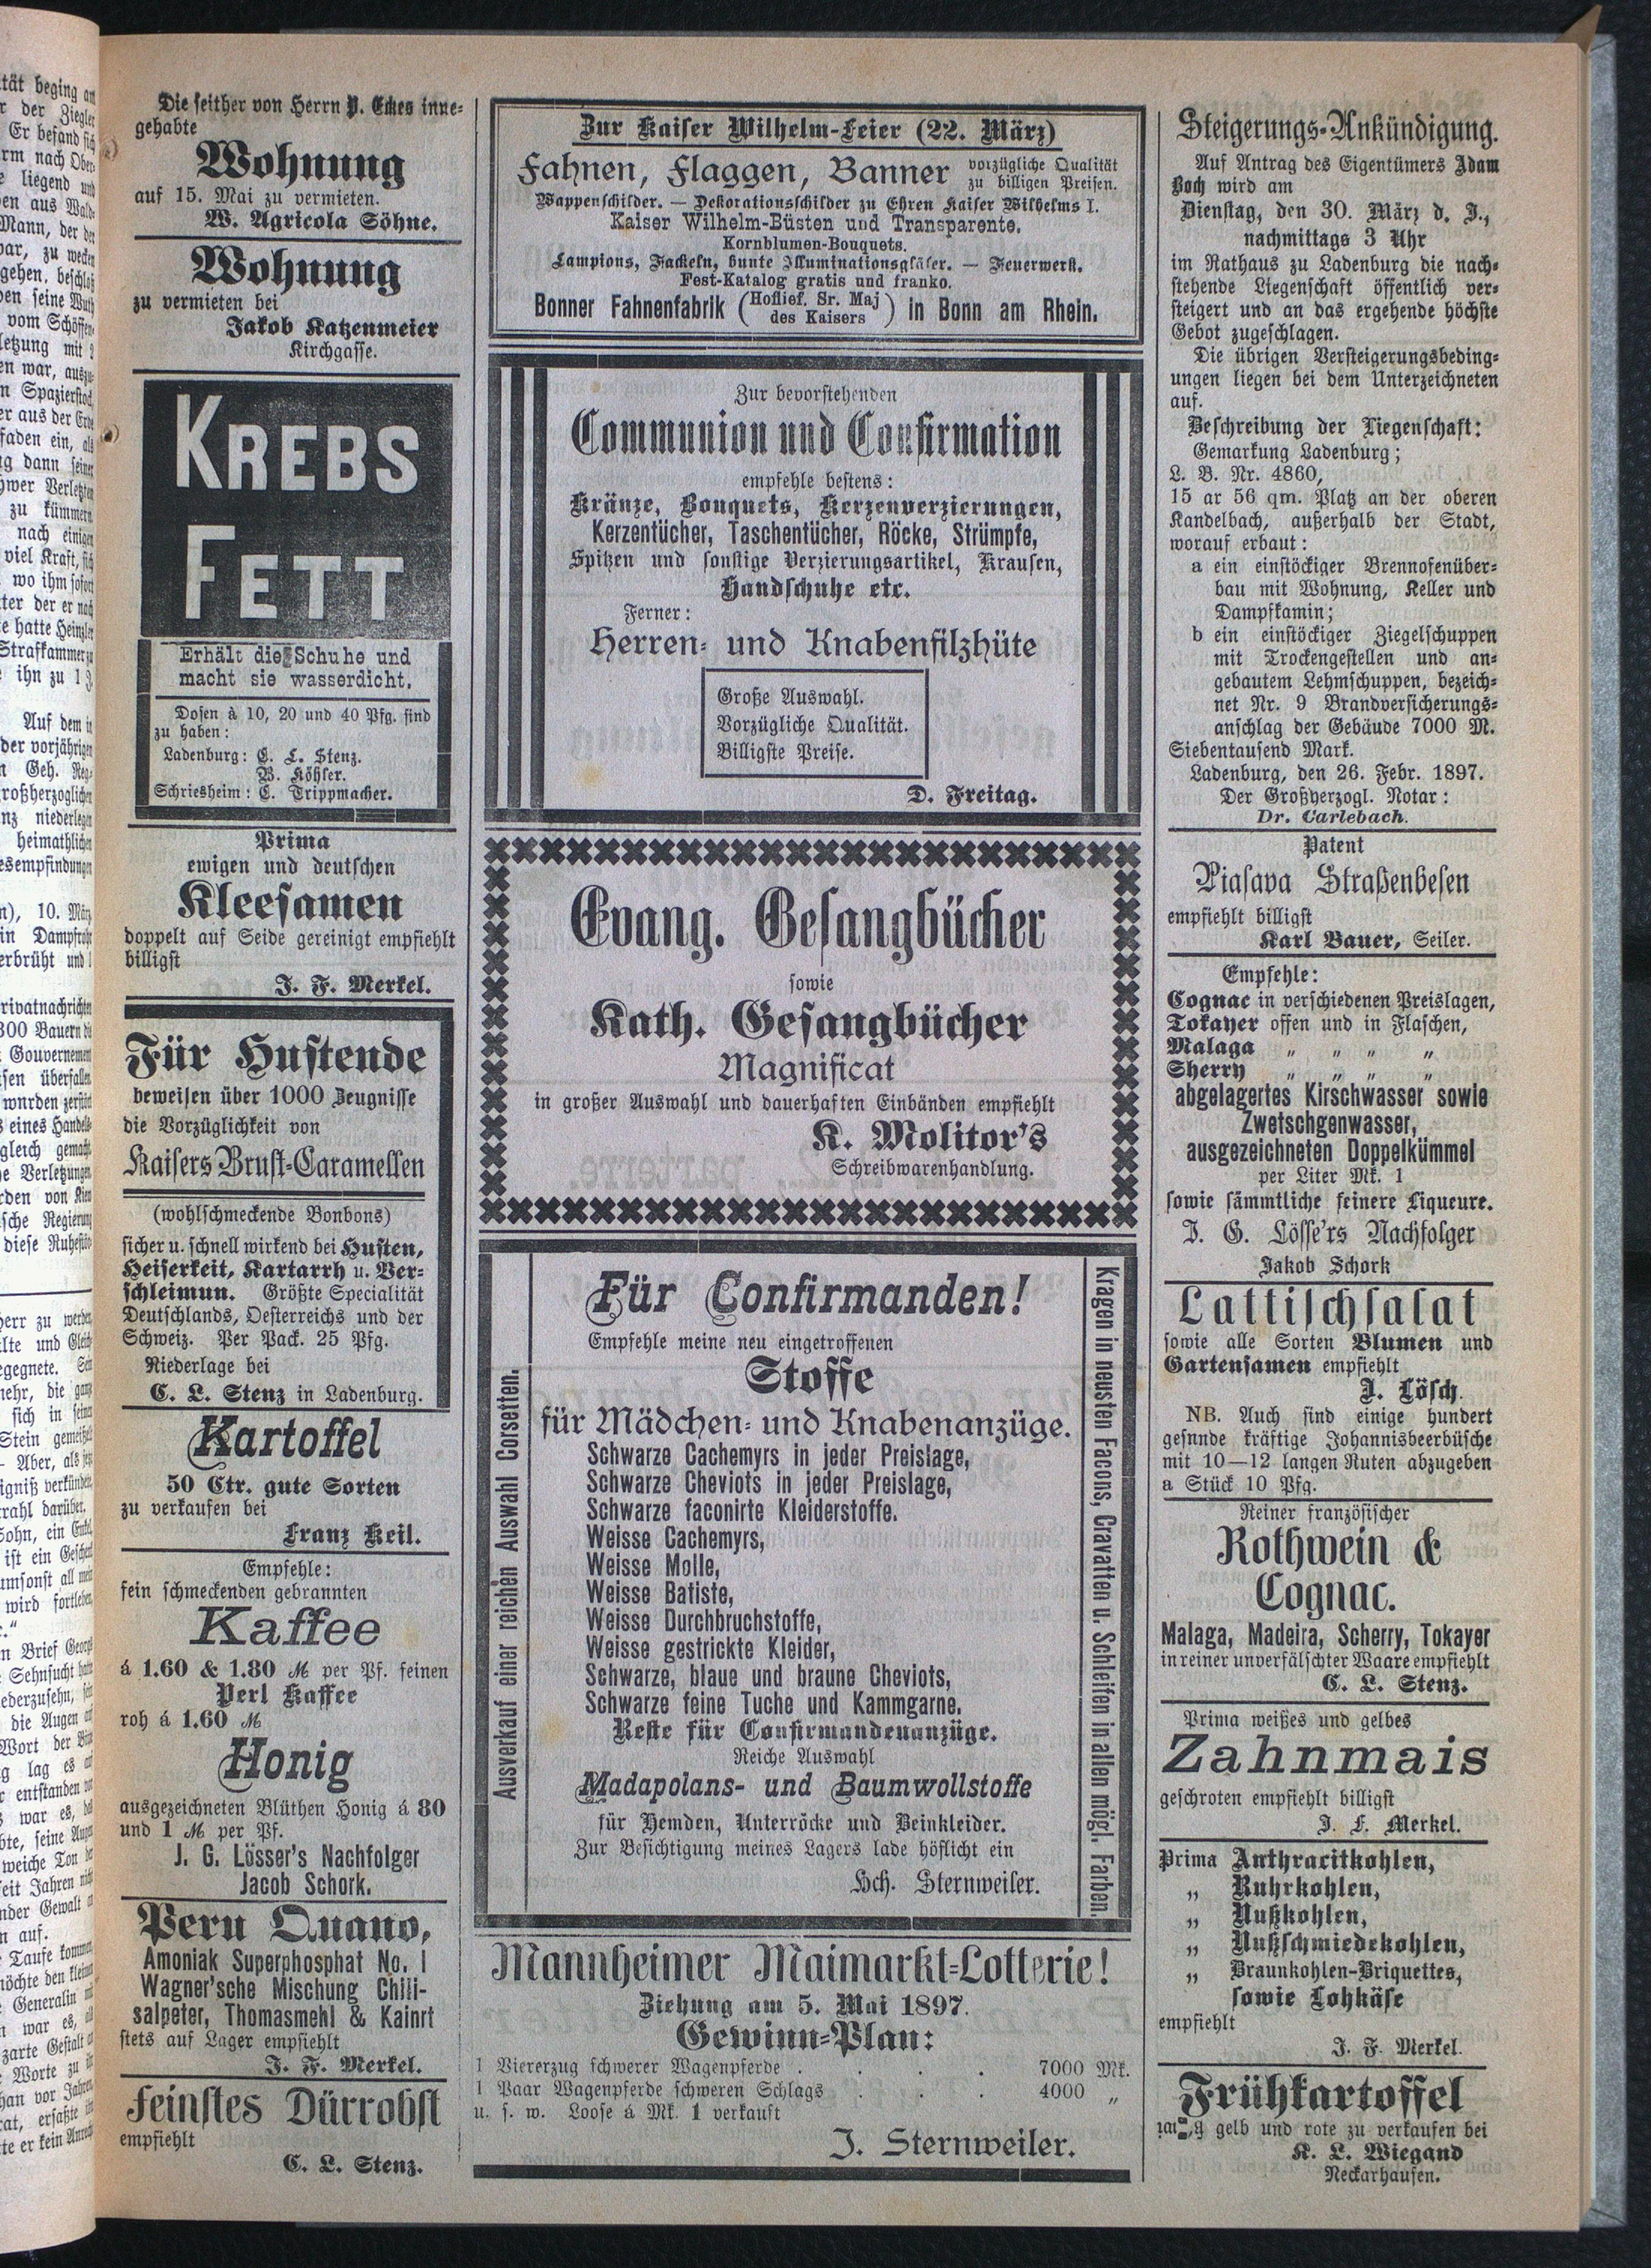 Die seither von Herrn P. Eckes inne-
gehabte
Wohnung
auf 15. Mai zu vermieten.
W. Agricola Söhne.
Wohnung
zu vermieten bei
Jakob Katzenmeier
Kirchgasse.
KREBS
FETT
Erhält die Schuhe und
macht sie wasserdicht.
Dosen à 10, 20 und 40 Pfg. sind
zu haben:
Ladenburg: C. L. Stenz.
W. Köhler.
Schriesheim: C. Trippmacher.
Prima
ewigen und deutschen
Kleesamen
doppelt auf Seide gereinigt empfiehlt
billigst
J. F. Merkel.
Für Hustende
beweisen über 1000 Zeugnisse
die Vorzüglichkeit von
Kaisers Brust-Caramellen
(wohlschmeckende Bonbons)
sicher u. schnell wirkend bei Husten,
Heiserkeit, Kartarrh u. Ver-
schleimun. Größte Specialität
Deutschlands, Oesterreichs und der
Schweiz. Per Pack. 25 Pfg.
Niederlage bei
C. L. Stenz in Ladenburg.
Kartoffel
50 Ctr. gute Sorten
zu verkaufen bei
Franz Keil.
Empfehle:
fein schmeckenden gebrannten
Kaffee
á 1.60 & 1.80 M per Pf. feinen
Perl Kaffee
roh á 1.60 M
Honig
ausgezeichneten Blüthen Honig á 80
und 1 M per Pf.
J. G. Lösser's Nachfolger
Jacob Schork.
Peru Quano,
Amoniak Superphosphat No. I
Wagner'sche Mischung Chili-
salpeter, Thomasmehl & Kainrt
stets auf Lager empfiehlt
J. F. Merkel.
Feinstes Dürrobst
empfiehlt
C. L. Stenz.
Zur Kaiser Wilhelm-Feier (22. März)
Fahnen, Flaggen, Banner vorzügliche Qualität
zu billigen Preisen.
Wappenschilder. — Dekorationsschilder zu Ehren Kaiser Wilhelms I.
Kaiser Wilhelm-Büsten und Transparente.
Kornblumen-Bouquets.
Lampions, Fackeln, bunte Illuminationsgläser. — Feuerwerk.
Fest-Katalog gratis und franko.
Bonner Fahnenfabrik (Hoflief. Sr. Maj des Kaisers) in Bonn am Rhein.
Zur bevorstehenden
Communion und Confirmation
empfehle bestens:
Kränze, Bouquets, Kerzenverzierungen,
Kerzentücher, Taschentücher, Röcke, Strümpfe,
Spitzen und sonstige Verzierungsartikel, Krausen,
Handschuhe etc.
Ferner:
Herren- und Knabenfilzhüte
Große Auswahl.
Vorzügliche Qualität.
Billigste Preise.
D. Freitag.
Evang. Gesangbücher
sowie
Kath. Gesangbücher
Magnificat
in großer Auswahl und dauerhaften Einbänden empfiehlt
K. Molitor's
Schreibwarenhandlung.
Ausverkauf einer reichen Auswahl Corsetten.
Für Confirmanden!
Empfehle meine neu eingetroffenen
Stoffe
für Mädchen- und Knabenanzüge.
Schwarze Cachemyrs in jeder Preislage,
Schwarze Cheviots in jeder Preislage,
Schwarze faconirte Kleiderstoffe.
Weisse Cachemyrs,
Weisse Molle,
Weisse Batiste,
Weisse Durchbruchstoffe,
Weisse gestrickte Kleider,
Schwarze, blaue und braune Cheviots,
Schwarze feine Tuche und Kammgarne.
Reste für Confirmandenanzüge.
Reiche Auswahl
Madapolans- und Baumwollstoffe
für Hemden, Unterröcke und Beinkleider.
Zur Besichtigung meines Lagers lade höflicht ein
Hch. Sternweiler.
Kragen in neusten Facons, Cravatten u. Schleifen in allen mögl. Farben.
Mannheimer Maimarkt-Lotterie!
Ziehung am 5. Mai 1897.
Gewinn-Plan:
1 Viererzug schwerer Wagenpferde . . . . 7000 Mk.
1 Paar Wagenpferde schweren Schlags . . . 4000 „
u. s. w. Loose á Mk. 1 verkauft
J. Sternweiler.
Steigerungs-Ankündigung.
Auf Antrag des Eigentümers Adam
Boch wird am
Dienstag, den 30. März d. J.,
nachmittags 3 Uhr
im Rathaus zu Ladenburg die nach-
stehende Liegenschaft öffentlich ver-
steigert und an das ergehende höchste
Gebot zugeschlagen.
Die übrigen Versteigerungsbeding-
ungen liegen bei dem Unterzeichneten
auf.
Beschreibung der Liegenschaft:
Gemarkung Ladenburg;
L. B. Nr. 4860,
15 ar 56 qm. Platz an der oberen
Kandelbach, außerhalb der Stadt,
worauf erbaut:
a ein einstöckiger Brennofenüber-
bau mit Wohnung, Keller und
Dampfkamin;
b ein einstöckiger Ziegelschuppen
mit Trockengestellen und an-
gebautem Lehmschuppen, bezeich-
net Nr. 9 Brandversicherungs-
anschlag der Gebäude 7000 M.
Siebentausend Mark.
Ladenburg, den 26. Febr. 1897.
Der Großherzogl. Notar:
Dr. Carlebach.
Patent
Piasava Straßenbesen
empfiehlt billigst
Karl Bauer, Seiler.
Empfehle:
Cognac in verschiedenen Preislagen,
Tokayer offen und in Flaschen,
Malaga „ „ „ „
Sherry „ „ „ „
abgelagertes Kirschwasser sowie
Zwetschgenwasser,
ausgezeichneten Doppelkümmel
per Liter Mk. 1
sowie sämmtliche feinere Liqueure.
J. G. Lösse'rs Nachfolger
Jakob Schork
Lattichsalat
sowie alle Sorten Blumen und
Gartensamen empfiehlt
J. Lösch.
NB. Auch sind einige hundert
gesnnde kräftige Johannisbeerbüsche
mit 10—12 langen Ruten abzugeben
a Stück 10 Pfg.
Reiner französischer
Rothwein &
Cognac.
Malaga, Madeira, Scherry, Tokayer
in reiner unverfälschter Waare empfiehlt
C. L. Stenz.
Prima weißes und gelbes
Zahnmais
geschroten empfiehlt billigst
J. F. Merkel.
Prima Anthracitkohlen,
„ Ruhrkohlen,
„ Nußkohlen,
„ Nußschmiedekohlen,
„ Braunkohlen-Briquettes,
sowie Lohkäse
empfiehlt
J. F. Merkel.
Frühkartoffel
gelb und rote zu verkaufen bei
K. L. Wiegand
Neckarhausen.